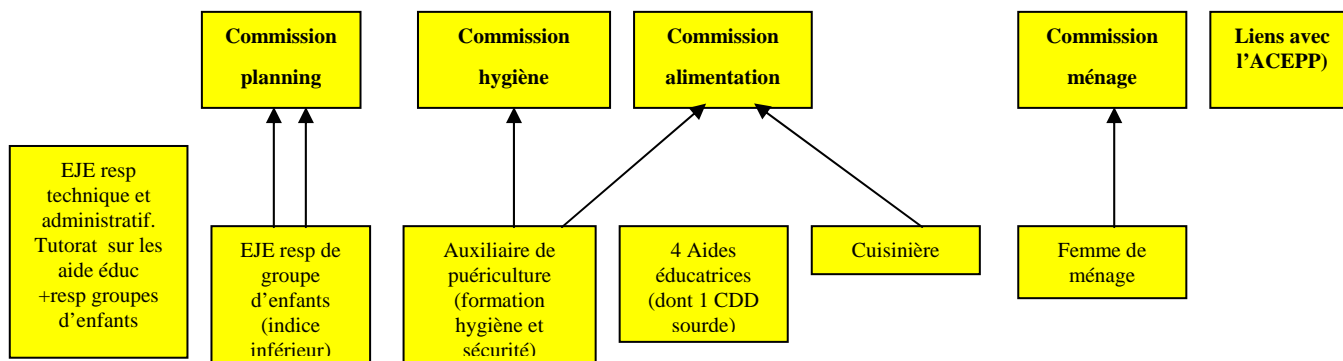 Commission
planning
Commission
hygiène
Commission
alimentation
Commission
ménage
Liens avec
l'ACEPP)
EJE resp
technique et
administratif.
Tutorat sur les
aide éduc
+resp groupes
d'enfants
EJE resp de
groupe
d'enfants
(indice
inférieur)
Auxiliaire de
puériculture
(formation
hygiène et
sécurité)
4 Aides
éducatrices
(dont 1 CDD
sourde)
Cuisinière
Femme de
ménage